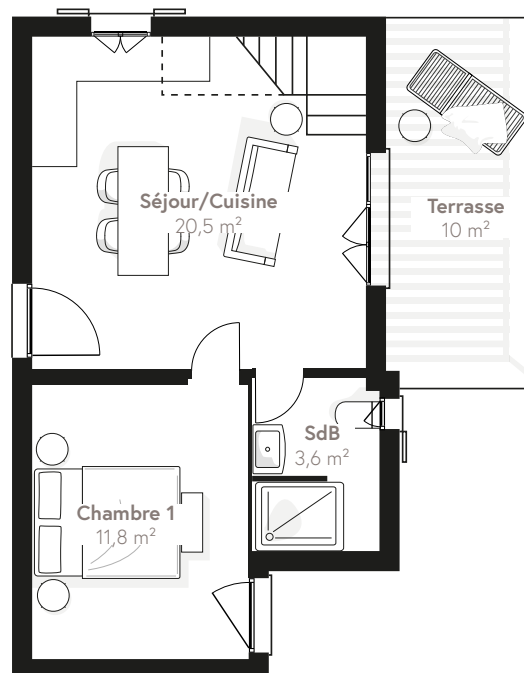 Séjour/Cuisine
20,5 m²
Terrasse
10 m²
SdB
3,6 m²
Chambre 1
11,8 m²